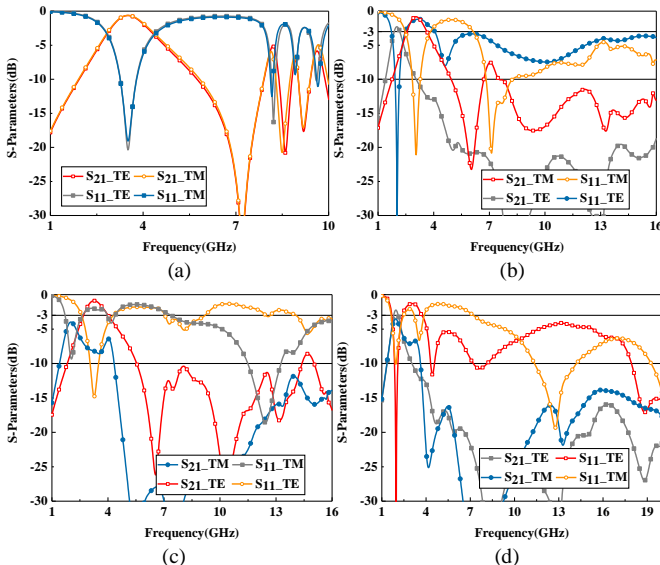 (a)
S-Parameters(dB)
0
-5
-10
-15
-20
-25
-30
S21_TE
S21_TM
S11_TE
S11_TM
1
4
7
10
Frequency(GHz)
(b)
S-Parameters(dB)
0
-3
-5
-10
-15
-20
-25
-30
S21_TM
S11_TM
S21_TE
S11_TE
1
4
7
10
13
16
Frequency(GHz)
(c)
S-Parameters(dB)
0
-3
-5
-10
-15
-20
-25
-30
S21_TM
S11_TM
S21_TE
S11_TE
1
4
7
10
13
16
Frequency(GHz)
(d)
S-Parameters(dB)
0
-3
-5
-10
-15
-20
-25
-30
S21_TE
S11_TE
S21_TM
S11_TM
1
4
7
10
13
16
19
Frequency(GHz)